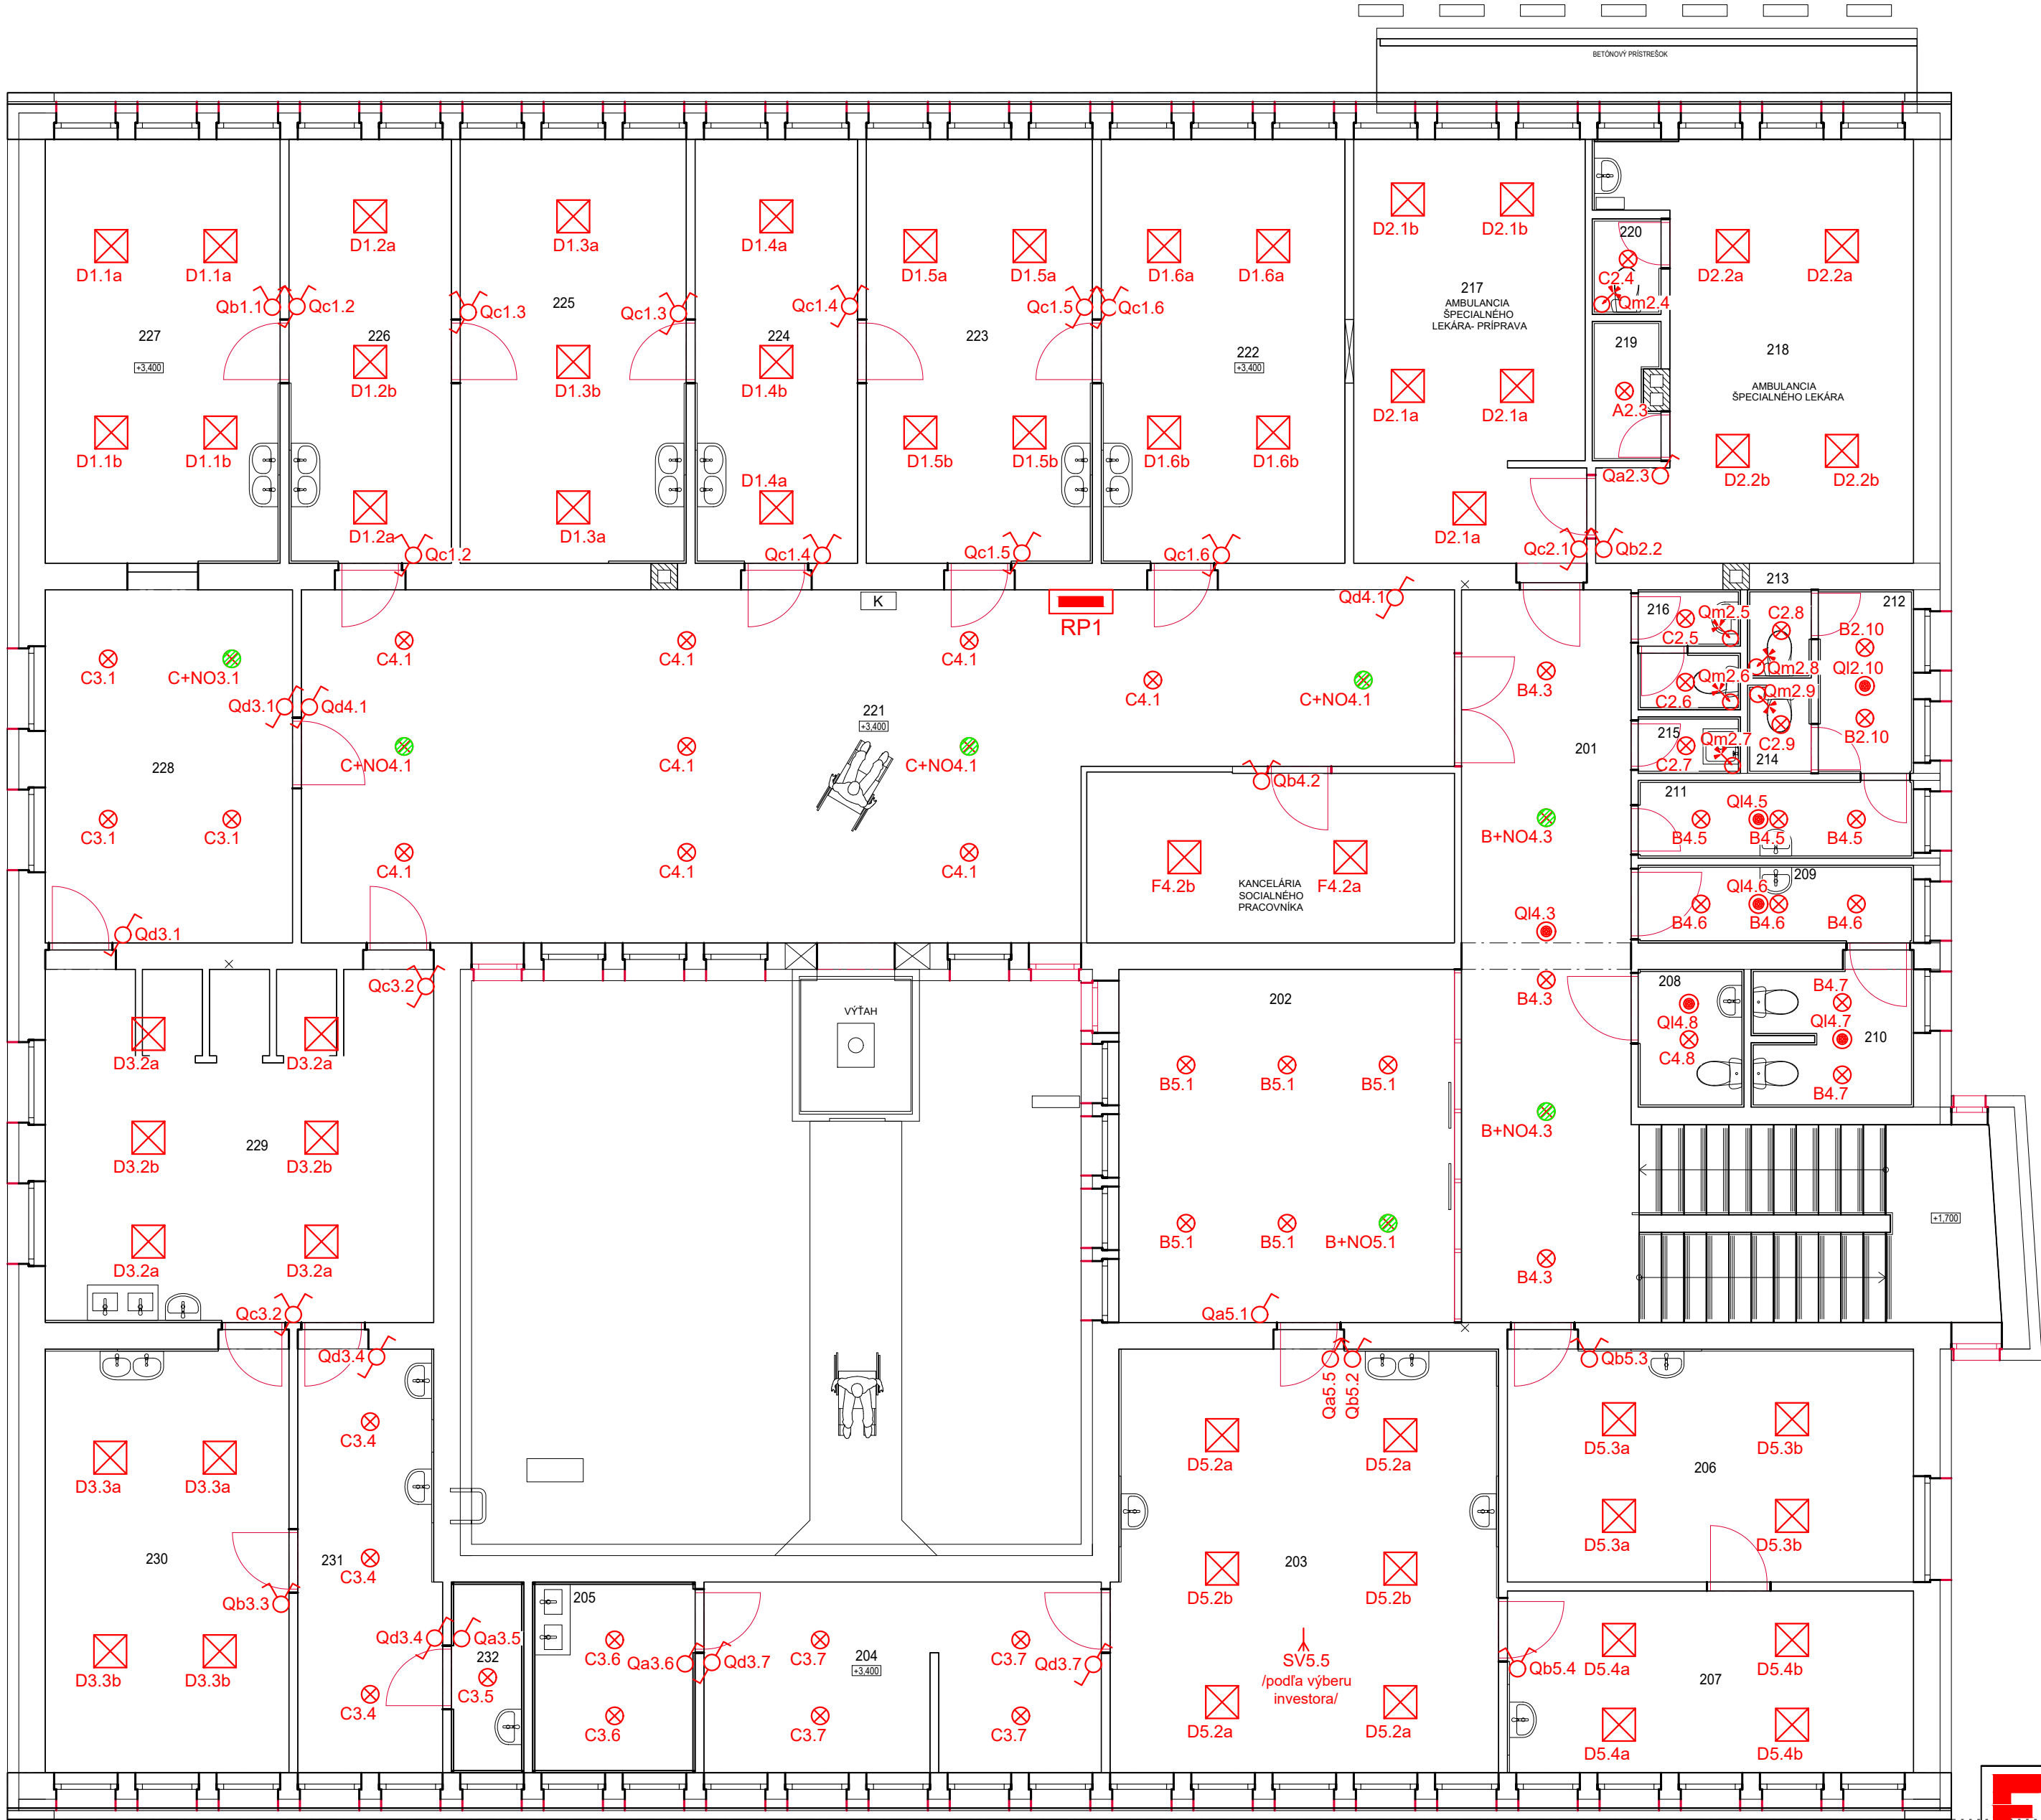 BETÓNOVÝ PRÍSTREŠOK
D1.2a
D1.3a
D1.4a
D2.1b
D2.1b
220
D1.1a
D1.1a
D1.5a
D1.5a
D1.6a
D1.6a
C2.4
D2.2a
D2.2a
Qb1.1
Qc1.2
Qc1.3
225
Qc1.3
Qc1.4
Qc1.5
Qc1.6
217
AMBULANCIA
ŠPECIALNÉHO
LEKÁRA- PRÍPRAVA
Qm2.4
227
+3,400
226
224
223
222
+3,400
219
218
AMBULANCIA
ŠPECIALNÉHO LEKÁRA
D1.2b
D1.3b
D1.4b
D2.1a
D2.1a
A2.3
D1.1b
D1.1b
D1.5b
D1.5b
D1.6b
D1.6b
D1.4a
Qa2.3
D2.2b
D2.2b
D1.2a
D1.3a
D2.1a
Qc1.2
Qc1.4
Qc1.5
Qc1.6
Qc2.1
Qb2.2
213
K
RP1
Qd4.1
216
Qm2.5
C2.8
212
C2.5
B2.10
C4.1
C4.1
C4.1
C3.1
C+NO3.1
C4.1
C+NO4.1
B4.3
Qm2.6
Qm2.8
Ql2.10
C2.6
Qm2.9
Qd3.1
Qd4.1
221
+3,400
201
215
Qm2.7
C2.9
B2.10
C2.7
214
228
C+NO4.1
C4.1
C+NO4.1
Qb4.2
211
Ql4.5
B4.5
B4.5
B4.5
C3.1
C3.1
B+NO4.3
C4.1
C4.1
C4.1
F4.2b
KANCELÁRIA
SOCIALNÉHO
PRACOVNÍKA
F4.2a
209
Ql4.6
B4.6
B4.6
B4.6
Ql4.3
Qd3.1
Qc3.2
202
B4.3
208
B4.7
VÝŤAH
Ql4.8
Ql4.7
210
C4.8
D3.2a
D3.2a
B5.1
B5.1
B5.1
B4.7
229
B+NO4.3
D3.2b
D3.2b
+1,700
B5.1
B5.1
B+NO5.1
D3.2a
D3.2a
B4.3
Qc3.2
Qa5.1
Qd3.4
Qa5.5
Qb5.2
Qb5.3
C3.4
D5.2a
D5.2a
D5.3a
D5.3b
D3.3a
D3.3a
206
230
231
C3.4
203
D5.3a
D5.3b
Qb3.3
205
D5.2b
D5.2b
Qd3.4
Qa3.5
232
C3.6
Qa3.6
Qd3.7
C3.7
204
+3,400
C3.7
Qd3.7
SV5.5
/podľa výberu
investora/
Qb5.4
D5.4a
D5.4b
D3.3b
D3.3b
C3.5
207
C3.4
C3.6
C3.7
C3.7
D5.2a
D5.2a
D5.4a
D5.4b